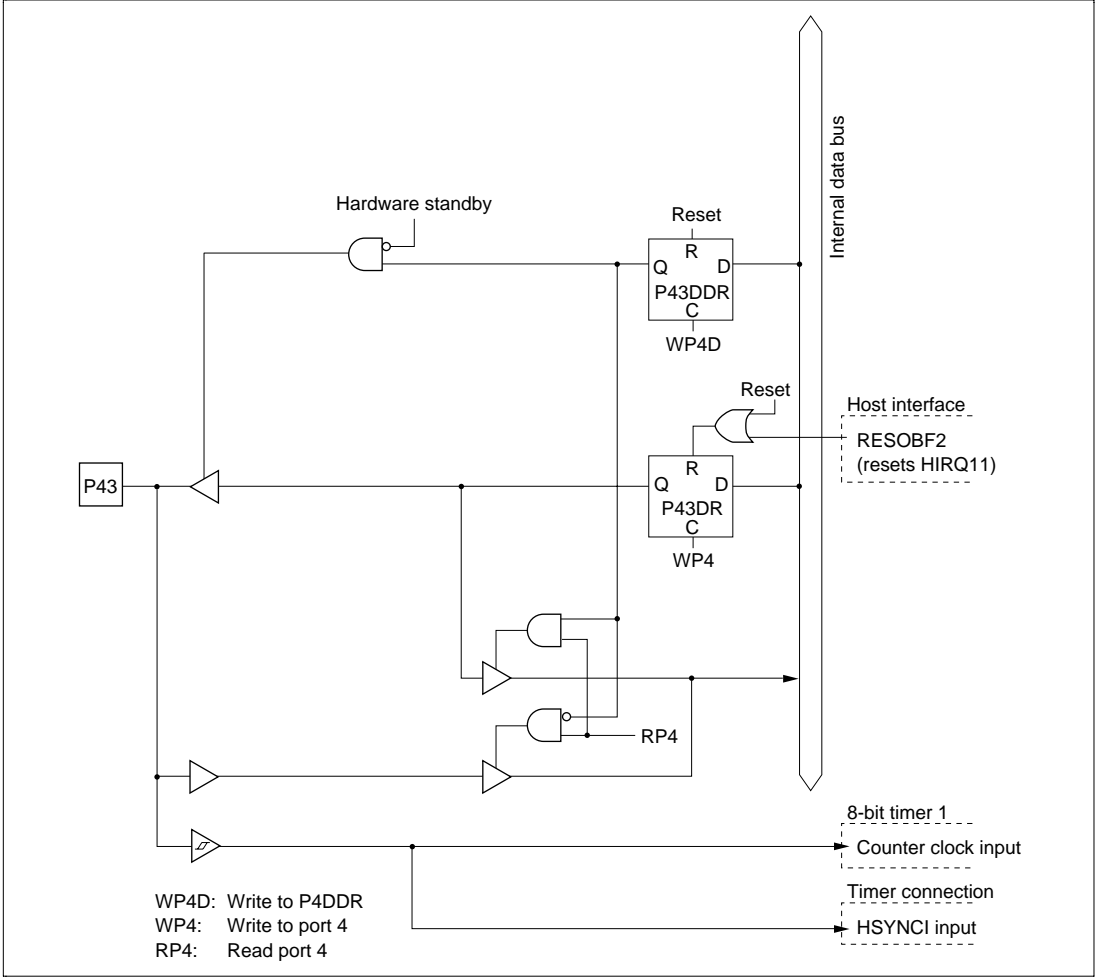 Internal data bus
Hardware standby
Reset
R
Q D
P43DDR
C
WP4D
Reset
Host interface
RESOBF2
(resets HIRQ11)
R
P43
Q D
P43DR
C
WP4
RP4
8-bit timer 1
Counter clock input
Timer connection
HSYNCI input
WP4D: Write to P4DDR
WP4: Write to port 4
RP4: Read port 4